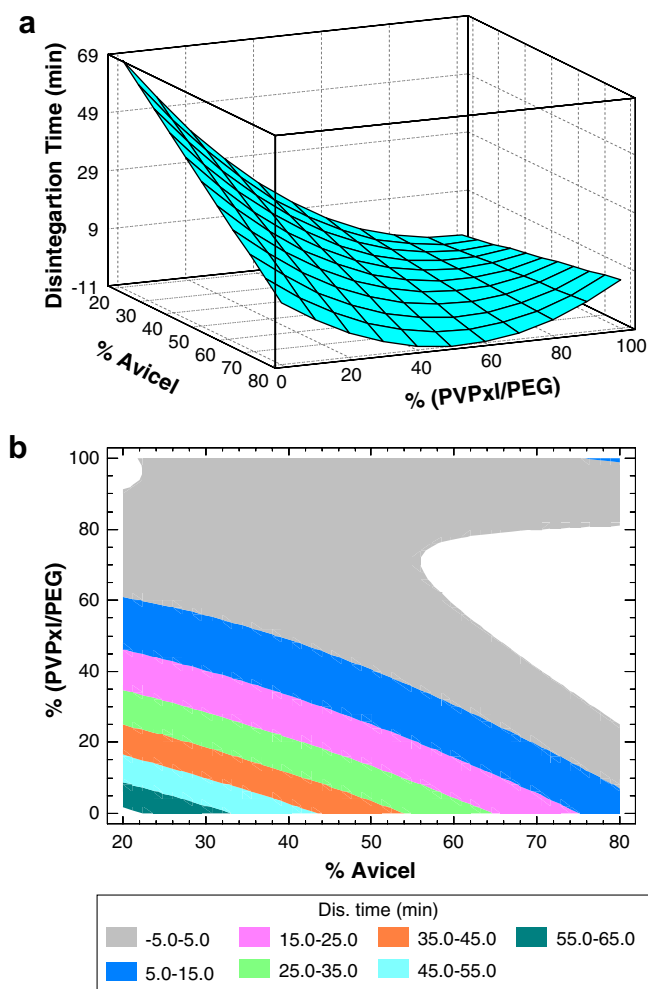 a
Disintegartion Time (min)
69
49
29
9
-11
20
30
40
50
60
70
80
% Avicel
0
20
40
60
80
100
% (PVPxl/PEG)
b
% (PVPxl/PEG)
100
80
60
40
20
0
20 30 40 50 60 70 80
% Avicel
Dis. time (min)
-5.0-5.0 15.0-25.0 35.0-45.0 55.0-65.0
5.0-15.0 25.0-35.0 45.0-55.0